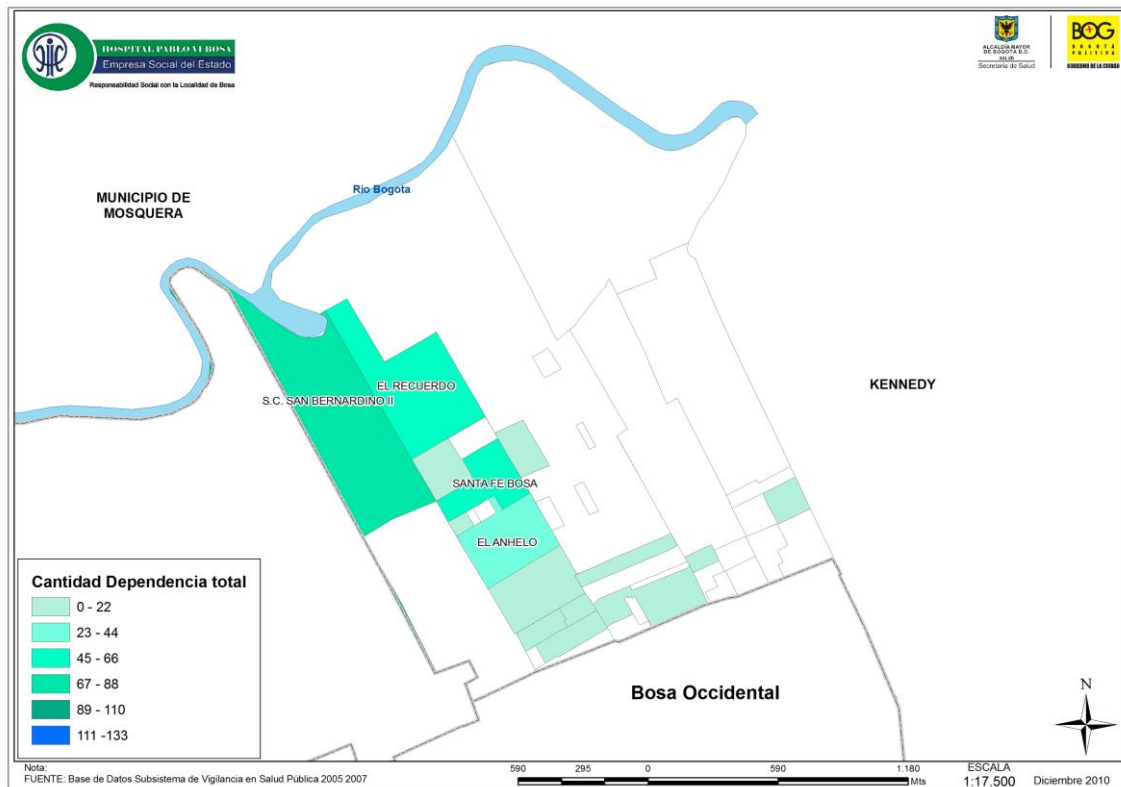 HOSPITAL PABLO VI BOSA
Empresa Social del Estado
Responsabilidad Social con la Localidad de Bosa
ALCALDÍA MAYOR
DE BOGOTÁ D.C.
SALUD
Secretaría de Salud
BOG
BOGOTÁ
POSITIVA
GOBIERNO DE LA CIUDAD
MUNICIPIO DE
MOSQUERA
Rio Bogota
KENNEDY
EL RECUERDO
S.C. SAN BERNARDINO II
SANTA FE BOSA
EL ANHELO
Bosa Occidental
Cantidad Dependencia total
0 - 22
23 - 44
45 - 66
67 - 88
89 - 110
111 -133
N
Nota:
FUENTE: Base de Datos Subsistema de Vigilancia en Salud Pública 2005 2007
590 295 0 590 1.180
Mts
ESCALA
1:17.500
Diciembre 2010